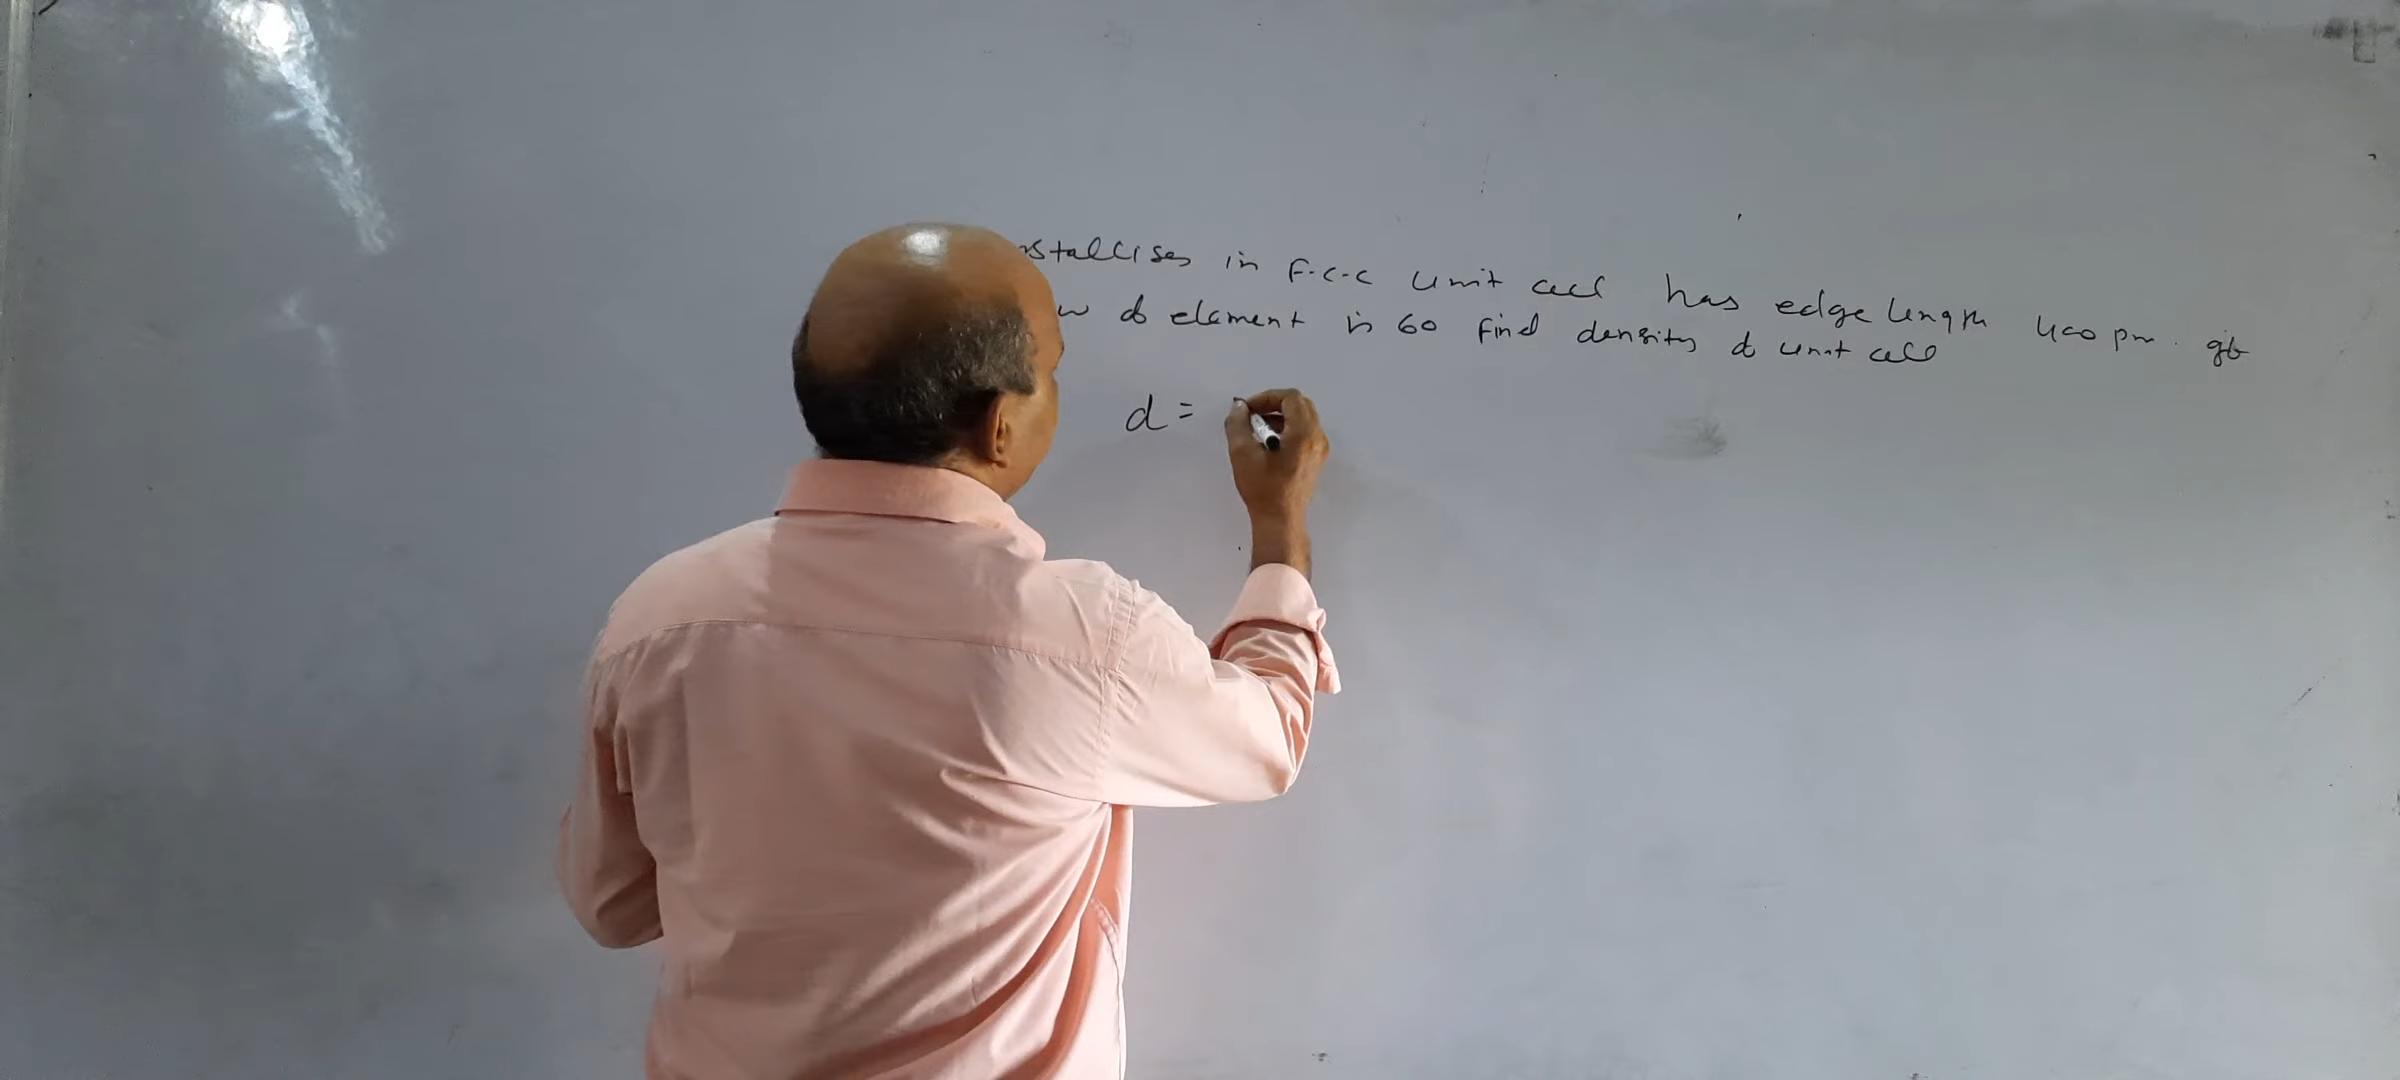 stallises in F.C.C unit cell has edge length 400 pm. gb
w of element is 60 Find density of unit cell
d =